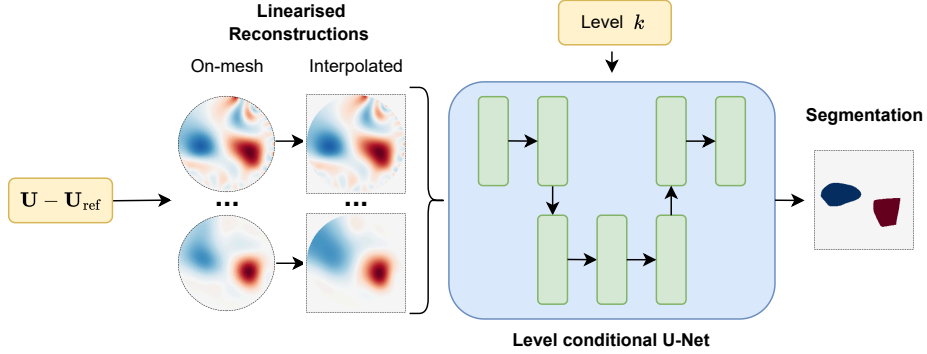 Linearised
Reconstructions
On-mesh
Interpolated
U − U_ref
...
...
...
...
Level k
Level conditional U-Net
Segmentation